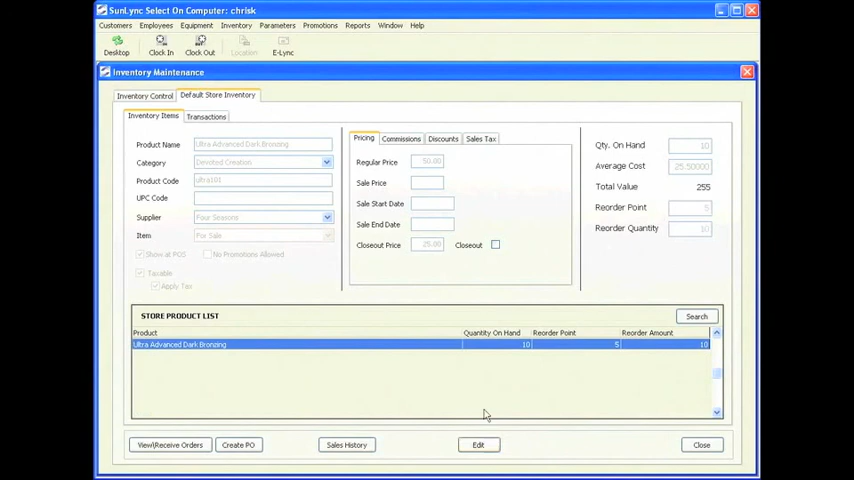 SunLync Select On Computer: chrisk
Customers Employees Equipment Inventory Parameters Promotions Reports Window Help
Desktop Clock In Clock Out Location E-Lync
Inventory Maintenance
Inventory Control Default Store Inventory
Inventory Items Transactions
Product Name Ultra Advanced Dark Bronzing
Category Devoted Creation
Product Code ultra101
UPC Code
Supplier Four Seasons
Item For Sale
Show at POS No Promotions Allowed
Taxable
Apply Tax
Pricing Commissions Discounts Sales Tax
Regular Price 50.00
Sale Price
Sale Start Date
Sale End Date
Closeout Price 25.00 Closeout
Qty. On Hand 10
Average Cost 25.50000
Total Value 255
Reorder Point 5
Reorder Quantity 10
STORE PRODUCT LIST Search
Product Quantity On Hand Reorder Point Reorder Amount
Ultra Advanced Dark Bronzing 10 5 10
View\Receive Orders Create PO Sales History Edit Close